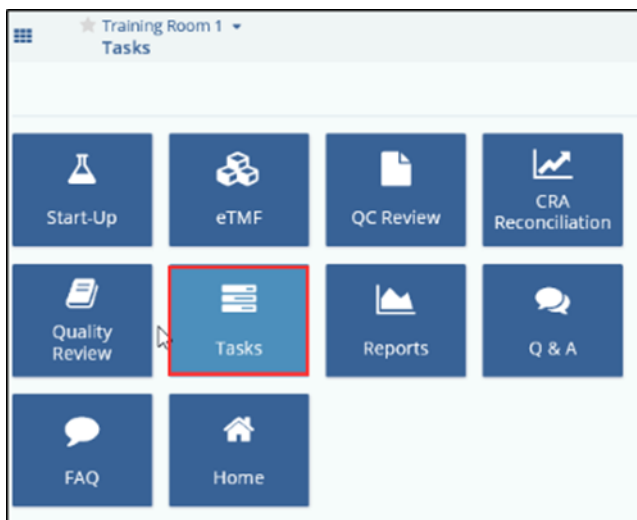 Training Room 1
Tasks
Start-Up
eTMF
QC Review
CRA
Reconciliation
Quality
Review
Tasks
Reports
Q & A
FAQ
Home